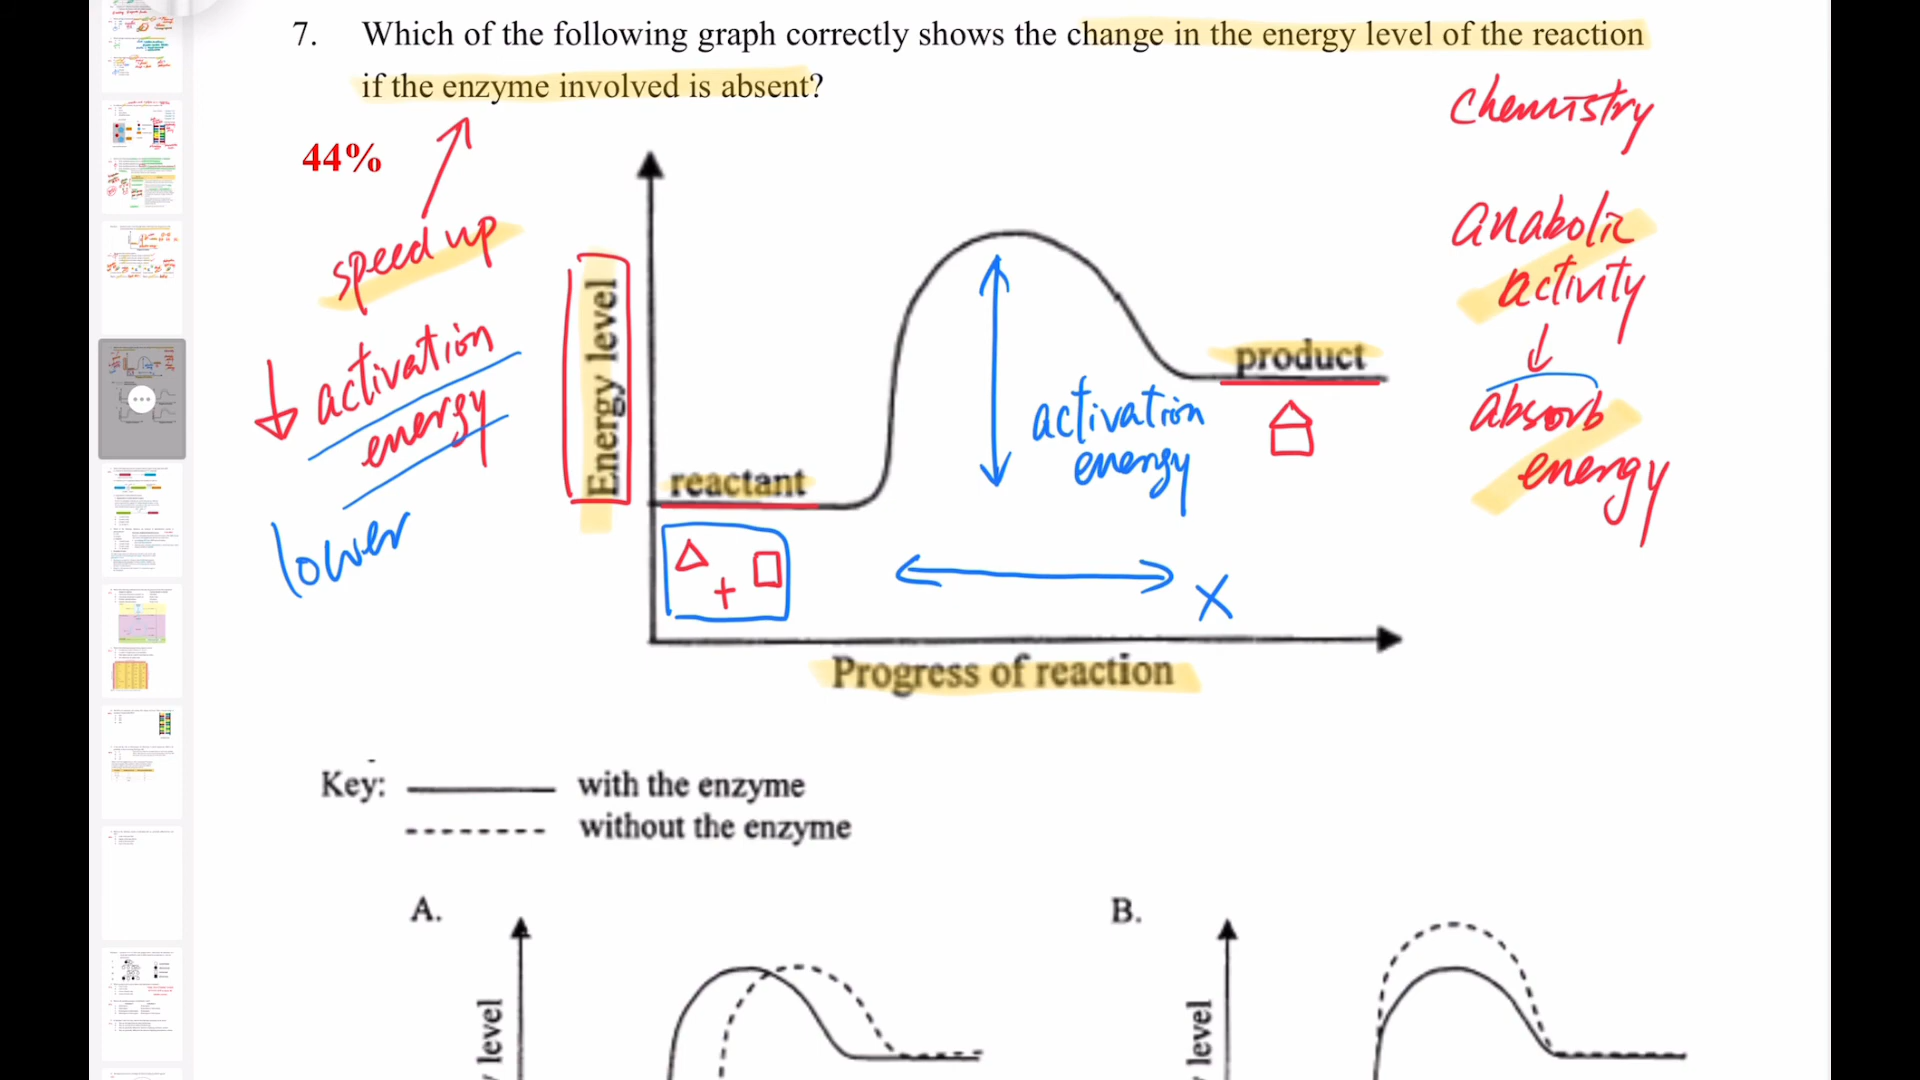 7. Which of the following graph correctly shows the change in the energy level of the reaction
if the enzyme involved is absent?
44%
speed up
activation
energy
lower
Energy level
reactant
product
activation
energy
X
Progress of reaction
chemistry
anabolic
activity
absorb
energy
Key:
with the enzyme
without the enzyme
A.
level
B.
level